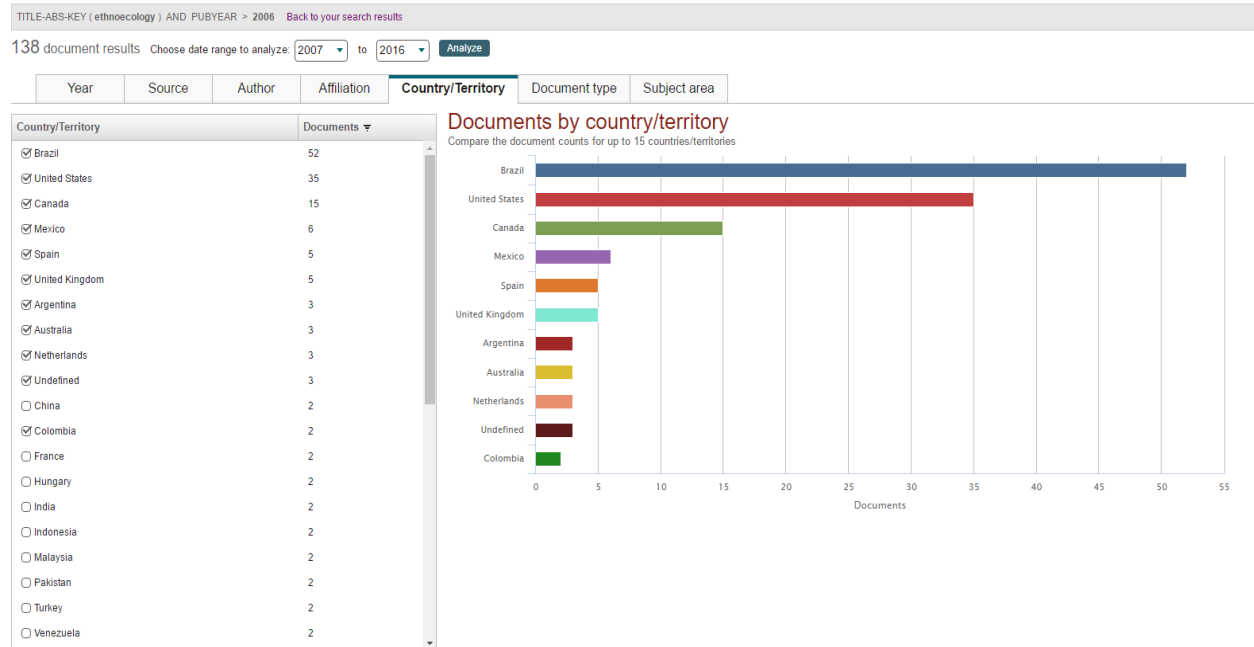 TITLE-ABS-KEY ( ethnoecology ) AND PUBYEAR > 2006 Back to your search results
138 document results Choose date range to analyze: 2007 to 2016 Analyze
Year Source Author Affiliation Country/Territory Document type Subject area
Country/Territory Documents
Brazil 52
United States 35
Canada 15
Mexico 6
Spain 5
United Kingdom 5
Argentina 3
Australia 3
Netherlands 3
Undefined 3
China 2
Colombia 2
France 2
Hungary 2
India 2
Indonesia 2
Malaysia 2
Pakistan 2
Turkey 2
Venezuela 2
Documents by country/territory
Compare the document counts for up to 15 countries/territories
Brazil
United States
Canada
Mexico
Spain
United Kingdom
Argentina
Australia
Netherlands
Undefined
Colombia
0 5 10 15 20 25 30 35 40 45 50 55
Documents